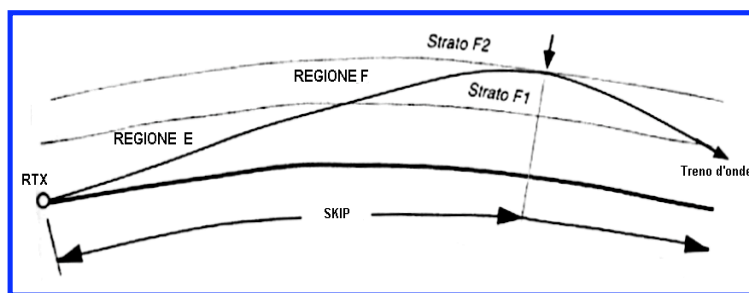 Strato F2
REGIONE F
Strato F1
REGIONE E
RTX
Treno d'onde
SKIP